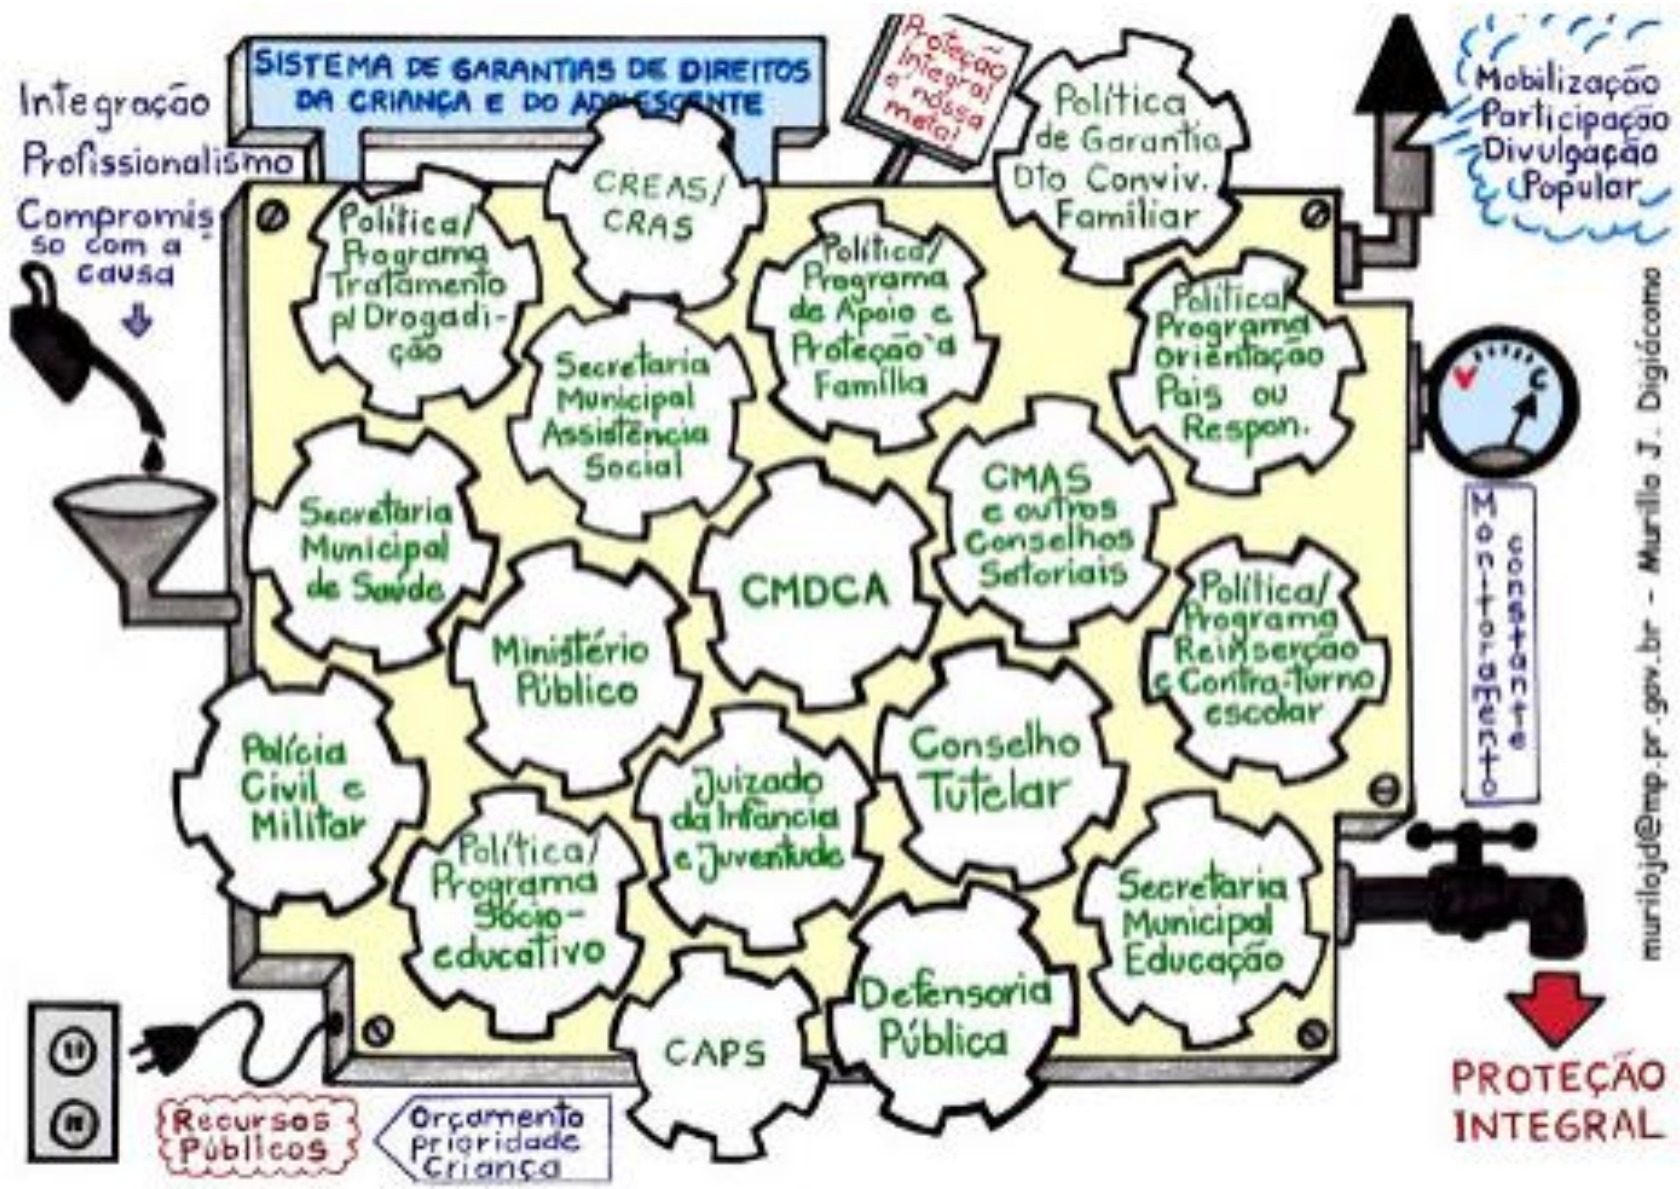 SISTEMA DE GARANTIAS DE DIREITOS
DA CRIANÇA E DO ADOLESCENTE
Integração
Profissionalismo
Compromis
so com a
causa
Proteção
Integral
é nossa
meta!
Política
de Garantia
Dto Conviv.
Familiar
Mobilização
Participação
Divulgação
Popular
CREAS/
CRAS
Política/
Programa
Tratamento
p/ Drogadi-
ção
Política/
Programa
de Apoio e
Proteção à
Família
Política/
Programa
Orientação
Pais ou
Respon.
Secretaria
Municipal
Assistência
Social
CMAS
e outros
Conselhos
Setoriais
Secretaria
Municipal
de Saúde
CMDCA
Política/
Programa
Reinserção
e Contra-turno
escolar
Ministério
Público
Conselho
Tutelar
Polícia
Civil e
Militar
Juizado
da Infância
e Juventude
Política/
Programa
Sócio-
educativo
Secretaria
Municipal
Educação
Defensoria
Pública
CAPS
V
C
Monitoramento
constante
murilojd@mp.pr.gov.br - Murillo J. Digiácomo
Recursos
Públicos
Orçamento
prioridade
Criança
PROTEÇÃO
INTEGRAL